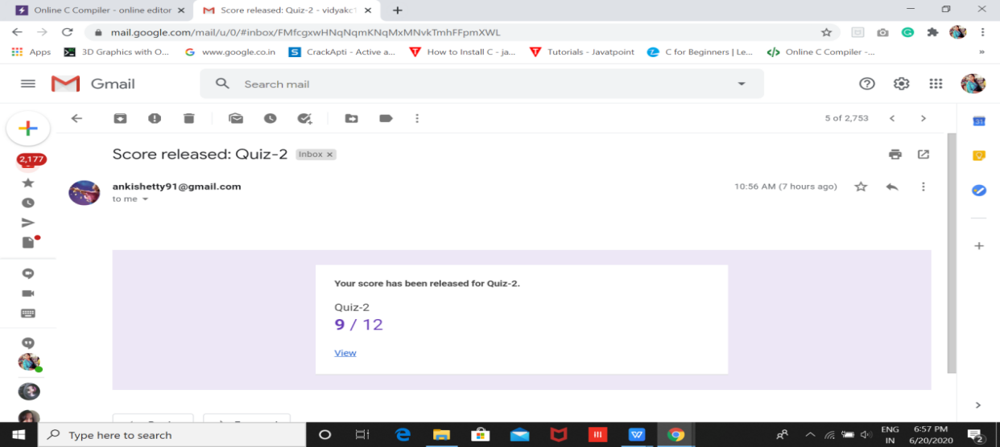 Online C Compiler - online editor
Score released: Quiz-2 - vidyakc1
mail.google.com/mail/u/0/#inbox/FMfcgxwHNqNqmKNqMxMNvkTmhFFpmXWL
Apps
3D Graphics with O...
www.google.co.in
CrackApti - Active a...
How to Install C - ja...
Tutorials - Javatpoint
C for Beginners | Le...
Online C Compiler -...
Gmail
Search mail
5 of 2,753
2,177
Score released: Quiz-2
Inbox ×
ankishetty91@gmail.com
10:56 AM (7 hours ago)
to me
Your score has been released for Quiz-2.
Quiz-2
9 / 12
View
Type here to search
ENG
IN
6:57 PM
6/20/2020
2